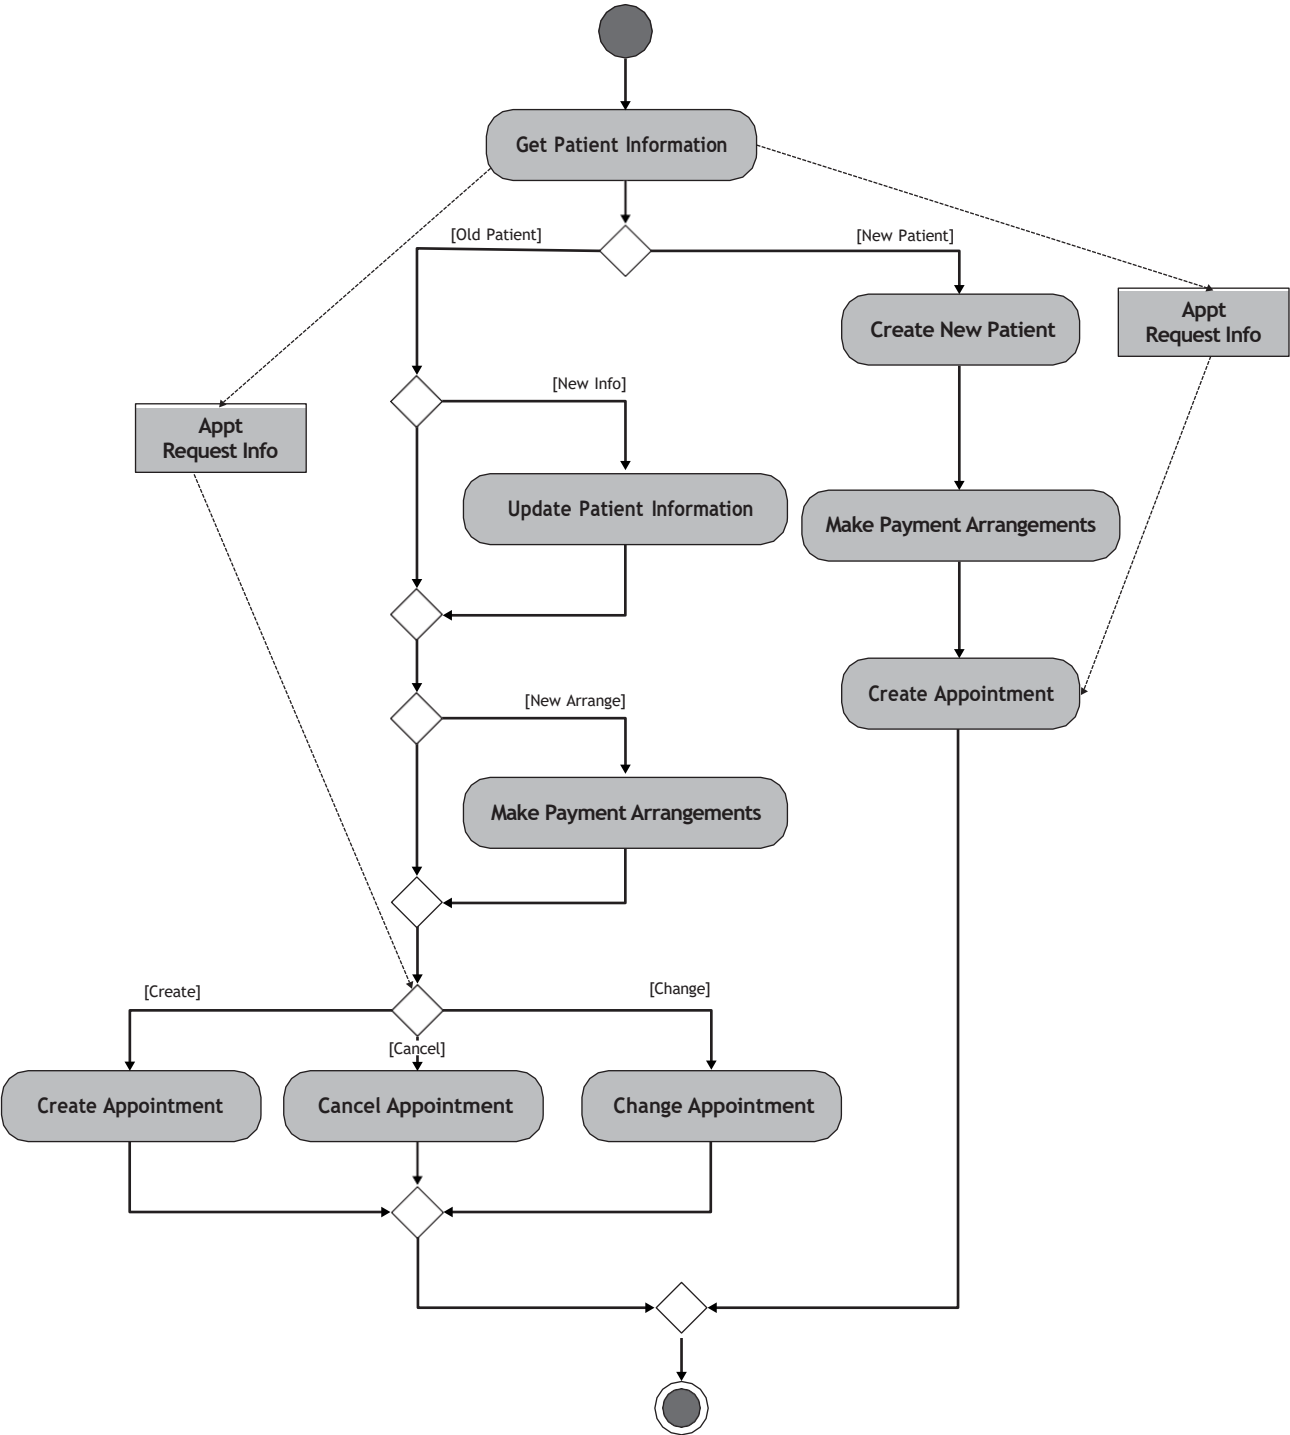 Get Patient Information
[Old Patient]
[New Patient]
Create New Patient
Appt
Request Info
[New Info]
Appt
Request Info
Update Patient Information
Make Payment Arrangements
Create Appointment
[New Arrange]
Make Payment Arrangements
[Create]
[Change]
[Cancel]
Create Appointment
Cancel Appointment
Change Appointment